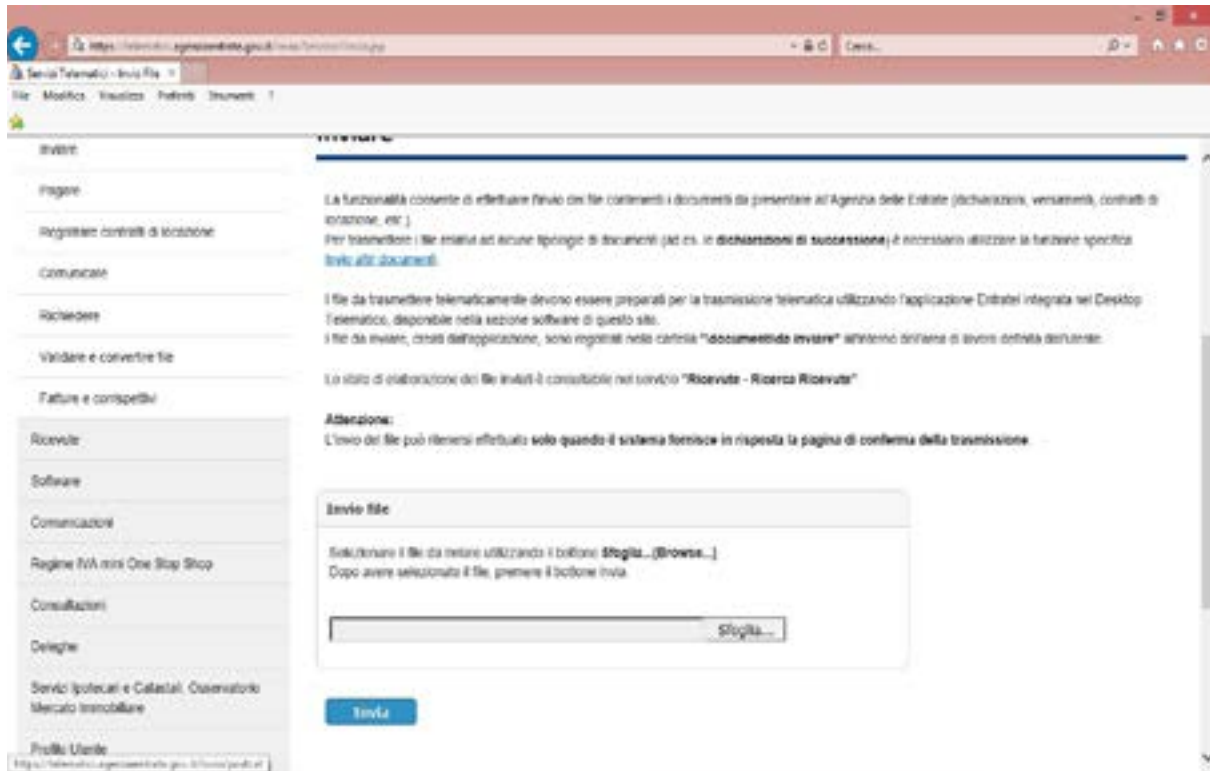 Cerca...
Servizi Telematici - Invio File
File Modifica Visualizza Preferiti Strumenti ?
Inviare
Inviare
Pagare
Registrare contratti di locazione
Comunicare
Richiedere
Validare e convertire file
Fatture e corrispettivi
Ricevute
Software
Comunicazioni
Regime IVA mini One Stop Shop
Consultazioni
Deleghe
Servizi Ipotecari e Catastali, Osservatorio
Mercato Immobiliare
Profilo Utente
La funzionalità consente di effettuare l'invio dei file contenenti i documenti da presentare all'Agenzia delle Entrate (dichiarazioni, versamenti, contratti di
locazione, etc.).
Per trasmettere i file relativi ad alcune tipologie di documenti (ad es. le dichiarazioni di successione) è necessario utilizzare la funzione specifica
Invio altri documenti.
I file da trasmettere telematicamente devono essere preparati per la trasmissione telematica utilizzando l'applicazione Entratel integrata nel Desktop
Telematico, disponibile nella sezione software di questo sito.
I file da inviare, creati dall'applicazione, sono registrati nella cartella "documentida inviare" all'interno dell'area di lavoro definita dall'utente.
Lo stato di elaborazione dei file inviati è consultabile nel servizio "Ricevute - Ricerca Ricevute"
Attenzione:
L'invio dei file può ritenersi effettuato solo quando il sistema fornisce in risposta la pagina di conferma della trasmissione
Invio file
Selezionare il file da inviare utilizzando il bottone Sfoglia...(Browse...)
Dopo avere selezionato il file, premere il bottone Invia
Sfoglia...
Invia